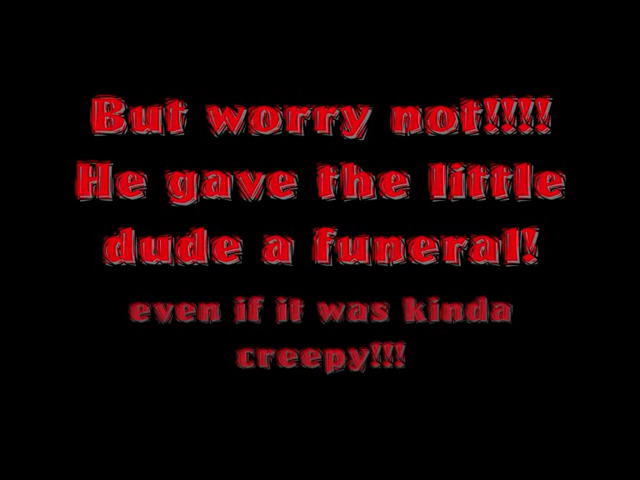 But worry not!!!!
He gave the little
dude a funeral!
even if it was kinda
creepy!!!